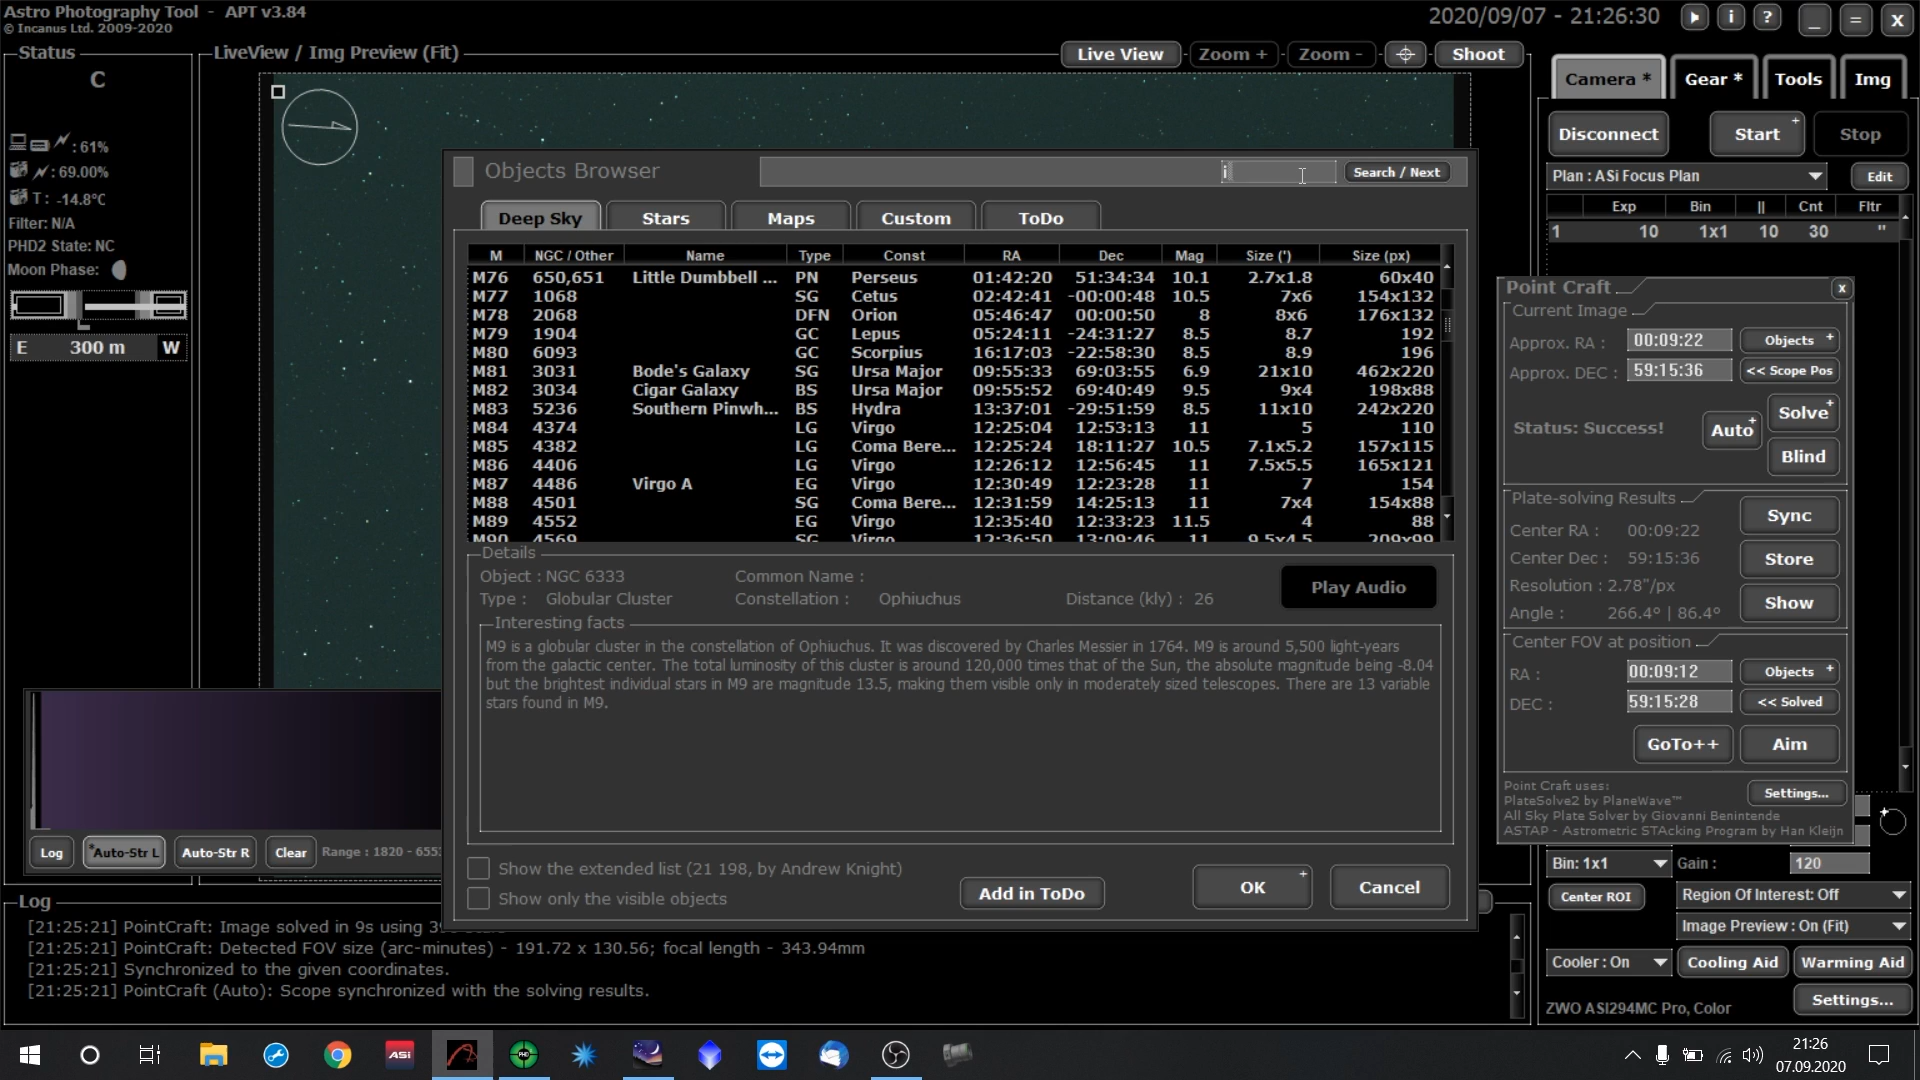 Astro Photography Tool - APT v3.84
© Incanus Ltd. 2009-2020
2020/09/07 - 21:26:30
i ? _ = x
Status
C
: 61%
: 69.00%
T : -14.8°C
Filter: N/A
PHD2 State: NC
Moon Phase:
E 300 m W
LiveView / Img Preview (Fit)
Live View Zoom + Zoom - Shoot
Objects Browser
i Search / Next
Deep Sky Stars Maps Custom ToDo
M NGC / Other Name Type Const RA Dec Mag Size (') Size (px)
M76 650,651 Little Dumbbell ... PN Perseus 01:42:20 51:34:34 10.1 2.7x1.8 60x40
M77 1068 SG Cetus 02:42:41 -00:00:48 10.5 7x6 154x132
M78 2068 DFN Orion 05:46:47 00:00:50 8 8x6 176x132
M79 1904 GC Lepus 05:24:11 -24:31:27 8.5 8.7 192
M80 6093 GC Scorpius 16:17:03 -22:58:30 8.5 8.9 196
M81 3031 Bode's Galaxy SG Ursa Major 09:55:33 69:03:55 6.9 21x10 462x220
M82 3034 Cigar Galaxy BS Ursa Major 09:55:52 69:40:49 9.5 9x4 198x88
M83 5236 Southern Pinwh... BS Hydra 13:37:01 -29:51:59 8.5 11x10 242x220
M84 4374 LG Virgo 12:25:04 12:53:13 11 5 110
M85 4382 LG Coma Bere... 12:25:24 18:11:27 10.5 7.1x5.2 157x115
M86 4406 LG Virgo 12:26:12 12:56:45 11 7.5x5.5 165x121
M87 4486 Virgo A EG Virgo 12:30:49 12:23:28 11 7 154
M88 4501 SG Coma Bere... 12:31:59 14:25:13 11 7x4 154x88
M89 4552 EG Virgo 12:35:40 12:33:23 11.5 4 88
M90 4569 SG Virgo 12:36:50 13:09:46 11 9.5x4.5 209x99
Details
Object : NGC 6333 Common Name :
Type : Globular Cluster Constellation : Ophiuchus Distance (kly) : 26
Play Audio
Interesting facts
M9 is a globular cluster in the constellation of Ophiuchus. It was discovered by Charles Messier in 1764. M9 is around 5,500 light-years
from the galactic center. The total luminosity of this cluster is around 120,000 times that of the Sun, the absolute magnitude being -8.04
but the brightest individual stars in M9 are magnitude 13.5, making them visible only in moderately sized telescopes. There are 13 variable
stars found in M9.
Show the extended list (21 198, by Andrew Knight)
Show only the visible objects
Add in ToDo OK + Cancel
Log *Auto-Str L Auto-Str R Clear Range : 1820 - 655
Log
[21:25:21] PointCraft: Image solved in 9s using
[21:25:21] PointCraft: Detected FOV size (arc-minutes) - 191.72 x 130.56; focal length - 343.94mm
[21:25:21] Synchronized to the given coordinates.
[21:25:21] PointCraft (Auto): Scope synchronized with the solving results.
Camera * Gear * Tools Img
Disconnect Start + Stop
Plan : ASi Focus Plan Edit
Exp Bin || Cnt Fltr
1 10 1x1 10 30 "
Point Craft x
Current Image
Approx. RA : 00:09:22 Objects +
Approx. DEC : 59:15:36 << Scope Pos
Status: Success! Auto + Solve +
Blind
Plate-solving Results
Center RA : 00:09:22 Sync
Center Dec : 59:15:36 Store
Resolution : 2.78"/px
Angle : 266.4° | 86.4° Show
Center FOV at position
RA : 00:09:12 Objects +
DEC : 59:15:28 << Solved
GoTo++ Aim
Point Craft uses: Settings...
PlateSolve2 by PlaneWave™
All Sky Plate Solver by Giovanni Benintende
ASTAP - Astrometric STAcking Program by Han Kleijn
Bin: 1x1 Gain : 120
Center ROI Region Of Interest: Off
Image Preview : On (Fit)
Cooler : On Cooling Aid Warming Aid
ZWO ASI294MC Pro, Color Settings...
ASI PHD
21:26
07.09.2020